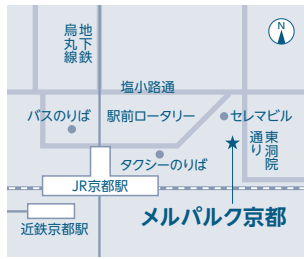 地下鉄
烏丸線
N
塩小路通
バスのりば
駅前ロータリー
セレマビル
東洞院
通り
タクシーのりば
JR京都駅
メルパルク京都
近鉄京都駅